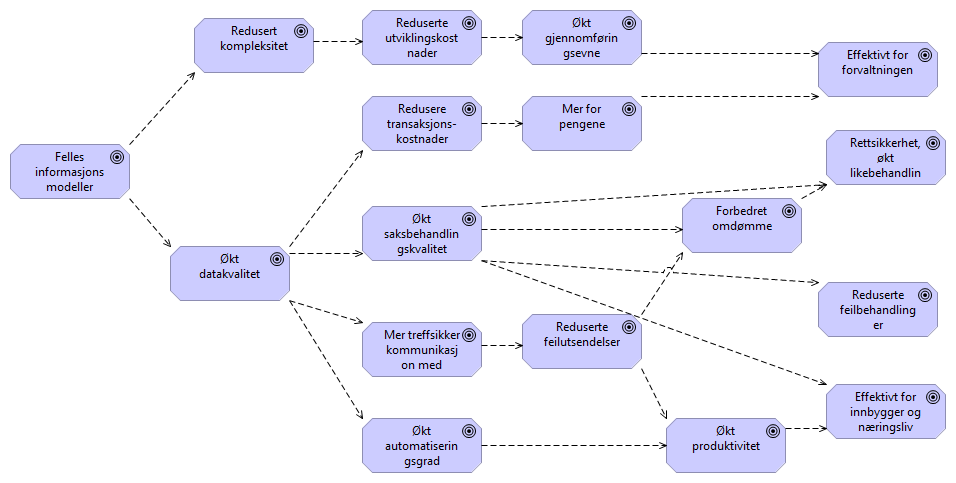 Redusert
kompleksitet
Reduserte
utviklingskost
nader
Økt
gjennomførin
gsevne
Effektivt for
forvaltningen
Redusere
transaksjons-
kostnader
Mer for
pengene
Felles
informasjons
modeller
Rettsikkerhet,
økt
likebehandlin
Økt
saksbehandlin
gskvalitet
Forbedret
omdømme
Økt
datakvalitet
Reduserte
feilbehandling
er
Mer treffsikker
kommunikasj
on med
Reduserte
feilutsendelser
Effektivt for
innbygger og
næringsliv
Økt
automatiserin
gsgrad
Økt
produktivitet